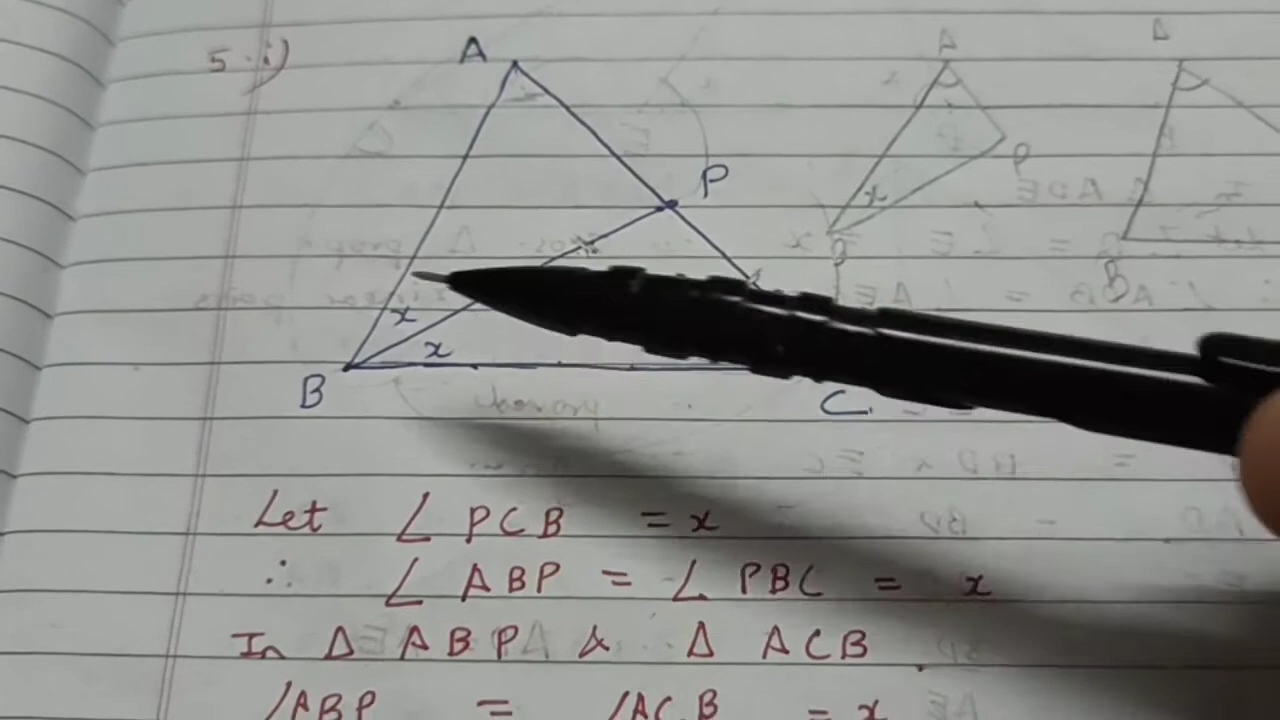 5.i)
A
P
x
x
B
C
A
P
x
B
A
B
Let ∠PCB = x
∴ ∠ABP = ∠PBC = x
In Δ ABP & Δ ACB
∠ABP = ∠ACB = x